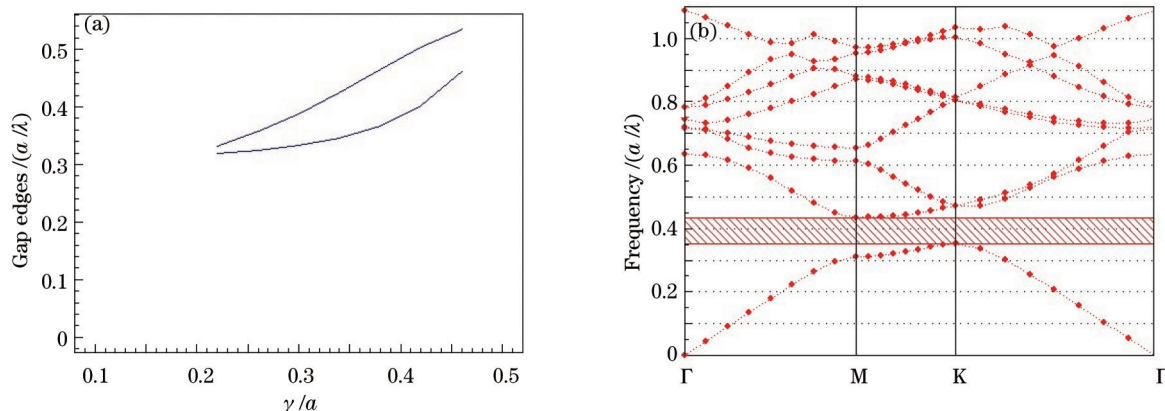 (a)
Gap edges/(a/λ)
0.5
0.4
0.3
0.2
0.1
0
0.1 0.2 0.3 0.4 0.5
γ/a
(b)
Frequency/(a/λ)
1.0
0.8
0.6
0.4
0.2
0
Γ M K Γ